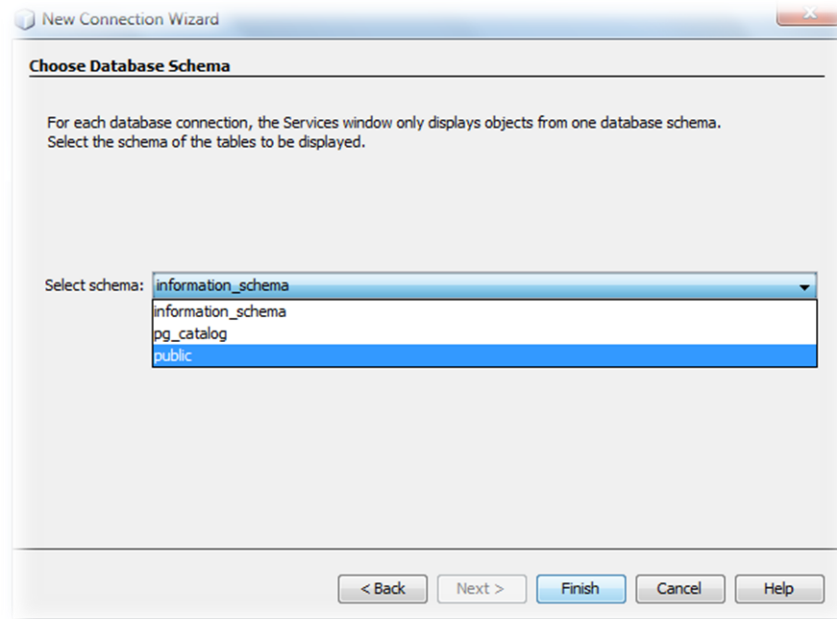 New Connection Wizard
Choose Database Schema
For each database connection, the Services window only displays objects from one database schema.
Select the schema of the tables to be displayed.
Select schema: information_schema
information_schema
pg_catalog
public
< Back Next > Finish Cancel Help